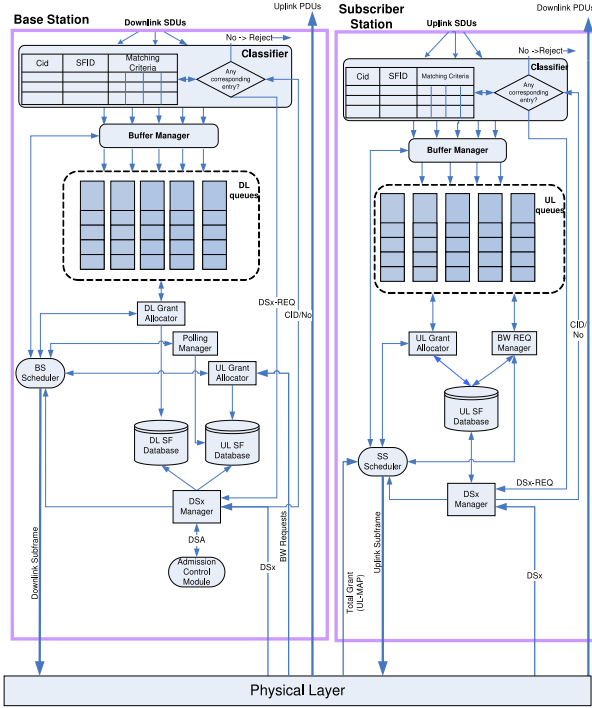 Base Station
Downlink SDUs
Uplink PDUs
No -> Reject
Classifier
Cid
SFID
Matching
Criteria
Any
corresponding
entry?
Buffer Manager
DL
queues
DSx-REQ
CID/No
DL Grant
Allocator
Polling
Manager
BS
Scheduler
UL Grant
Allocator
DL SF
Database
UL SF
Database
DSx
Manager
DSA
Admission
Control
Module
Downlink Subframe
DSx
BW Requests
Subscriber
Station
Uplink SDUs
Downlink PDUs
No ->Reject
Classifier
Cid
SFID
Matching Criteria
Any
corresponding
entry?
Buffer Manager
UL
queues
CID/
No
UL Grant
Allocator
BW REQ
Manager
UL SF
Database
SS
Scheduler
DSx-REQ
DSx
Manager
Total Grant
(UL-MAP)
Uplink Subframe
DSx
Physical Layer